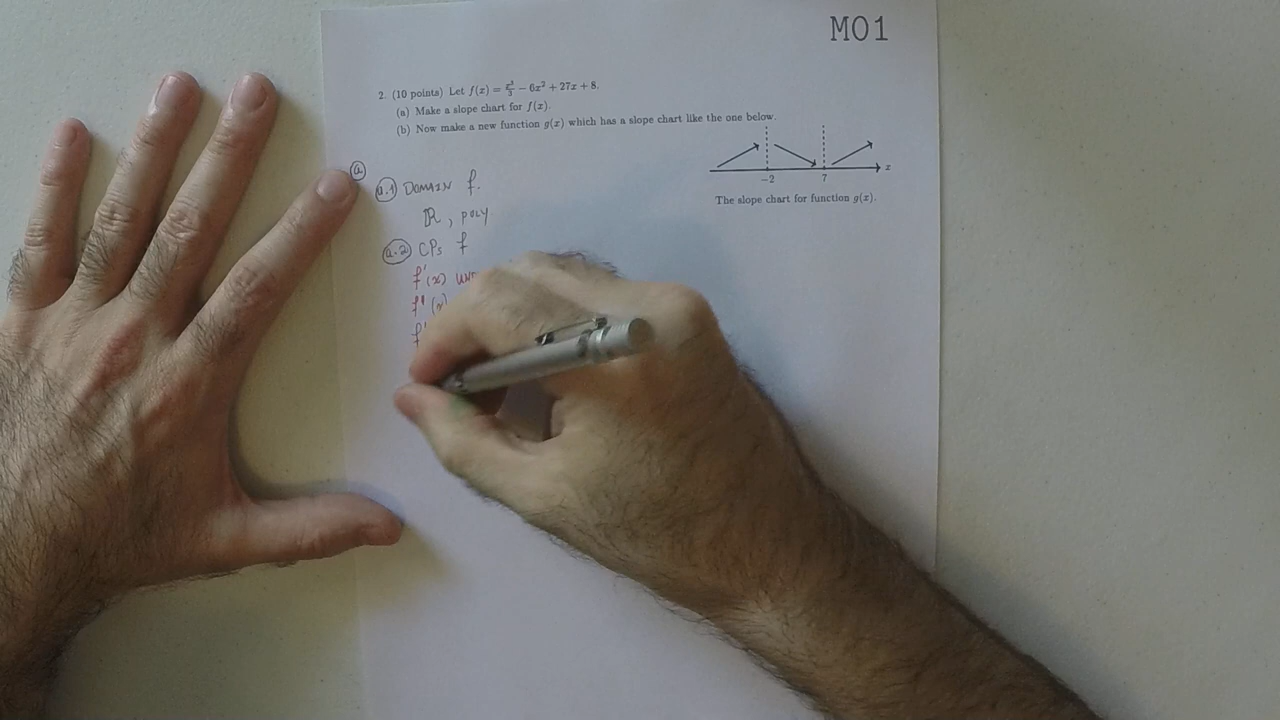 MO1
2. (10 points) Let f(x) = x³/3 − 6x² + 27x + 8.
(a) Make a slope chart for f(x).
(b) Now make a new function g(x) which has a slope chart like the one below.
−2 7 x
The slope chart for function g(x).
a
a.1 DOMAIN f.
ℝ, POLY
a.2 CPs f
f'(x)
f'(x)
f'